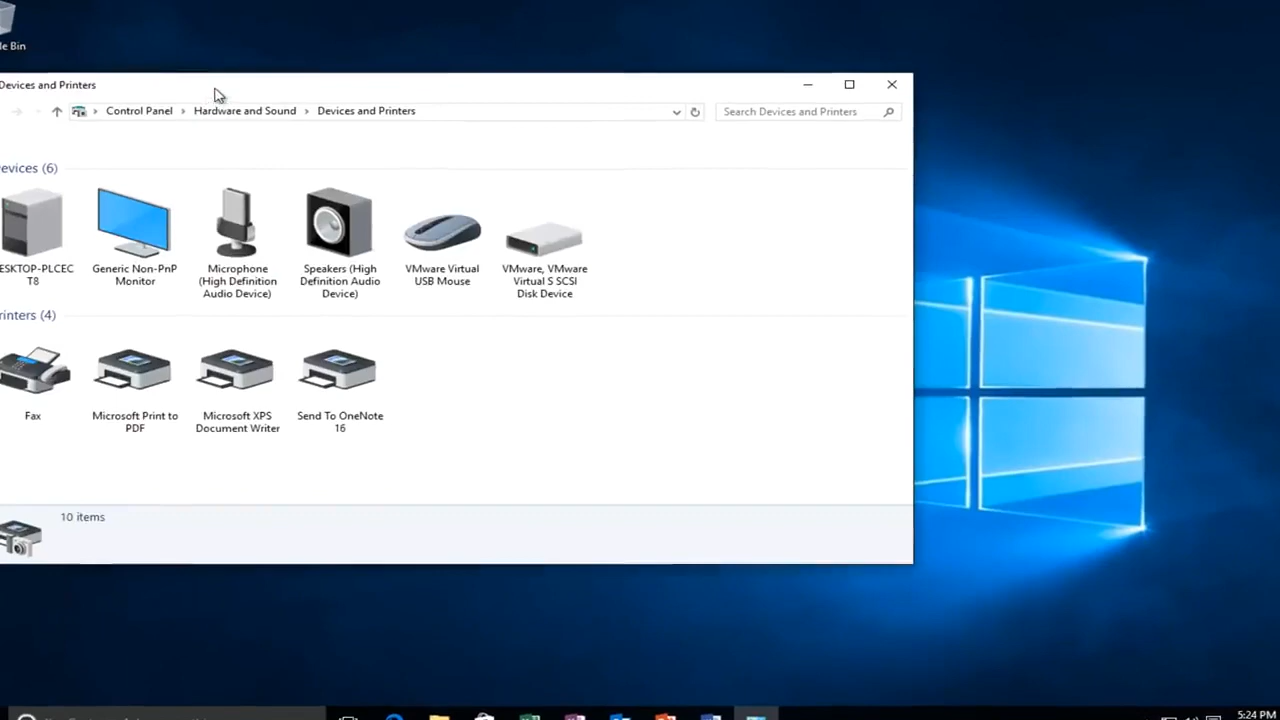 le Bin
Devices and Printers
Control Panel > Hardware and Sound > Devices and Printers
Search Devices and Printers
evices (6)
ESKTOP-PLCEC
T8
Generic Non-PnP
Monitor
Microphone
(High Definition
Audio Device)
Speakers (High
Definition Audio
Device)
VMware Virtual
USB Mouse
VMware, VMware
Virtual S SCSI
Disk Device
rinters (4)
Fax
Microsoft Print to
PDF
Microsoft XPS
Document Writer
Send To OneNote
16
10 items
5:24 PM